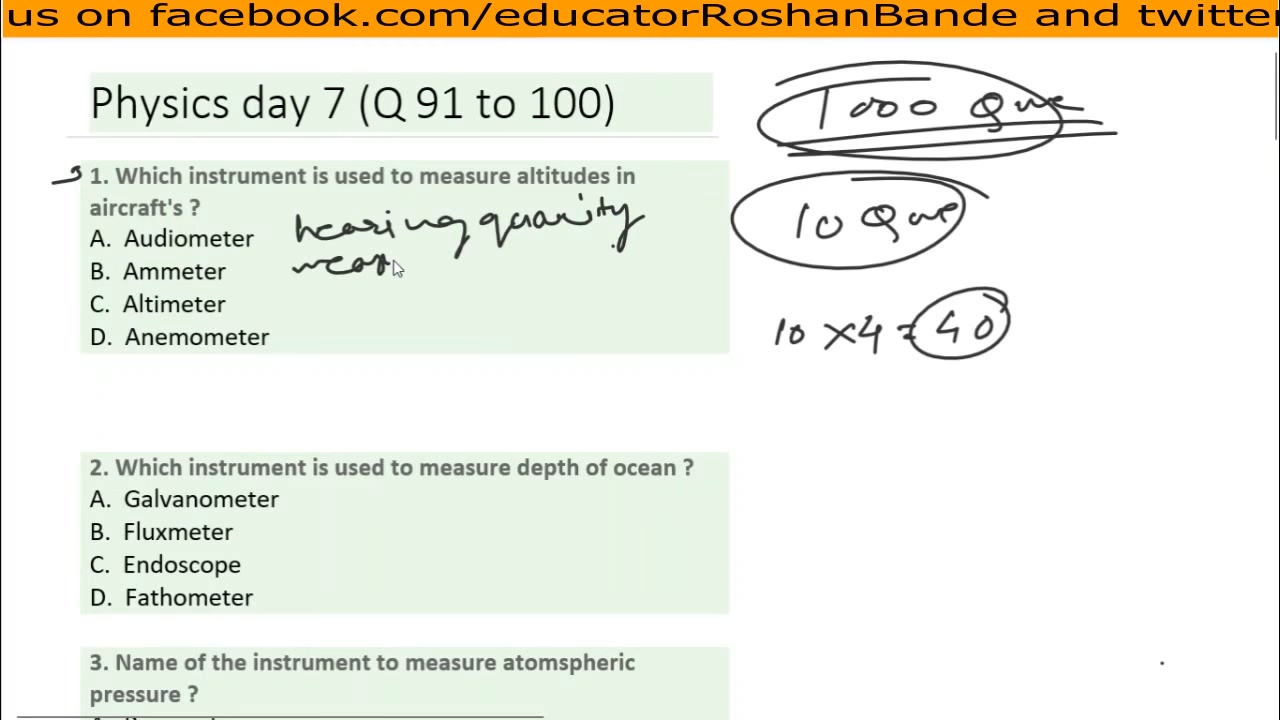 us on facebook.com/educatorRoshanBande and twitter
Physics day 7 (Q 91 to 100)
1000 Que
1. Which instrument is used to measure altitudes in
aircraft's ?
10 Que
hearing quanity
A. Audiometer
B. Ammeter
C. Altimeter
D. Anemometer
10 X4 = 40
2. Which instrument is used to measure depth of ocean ?
A. Galvanometer
B. Fluxmeter
C. Endoscope
D. Fathometer
3. Name of the instrument to measure atomspheric
pressure ?